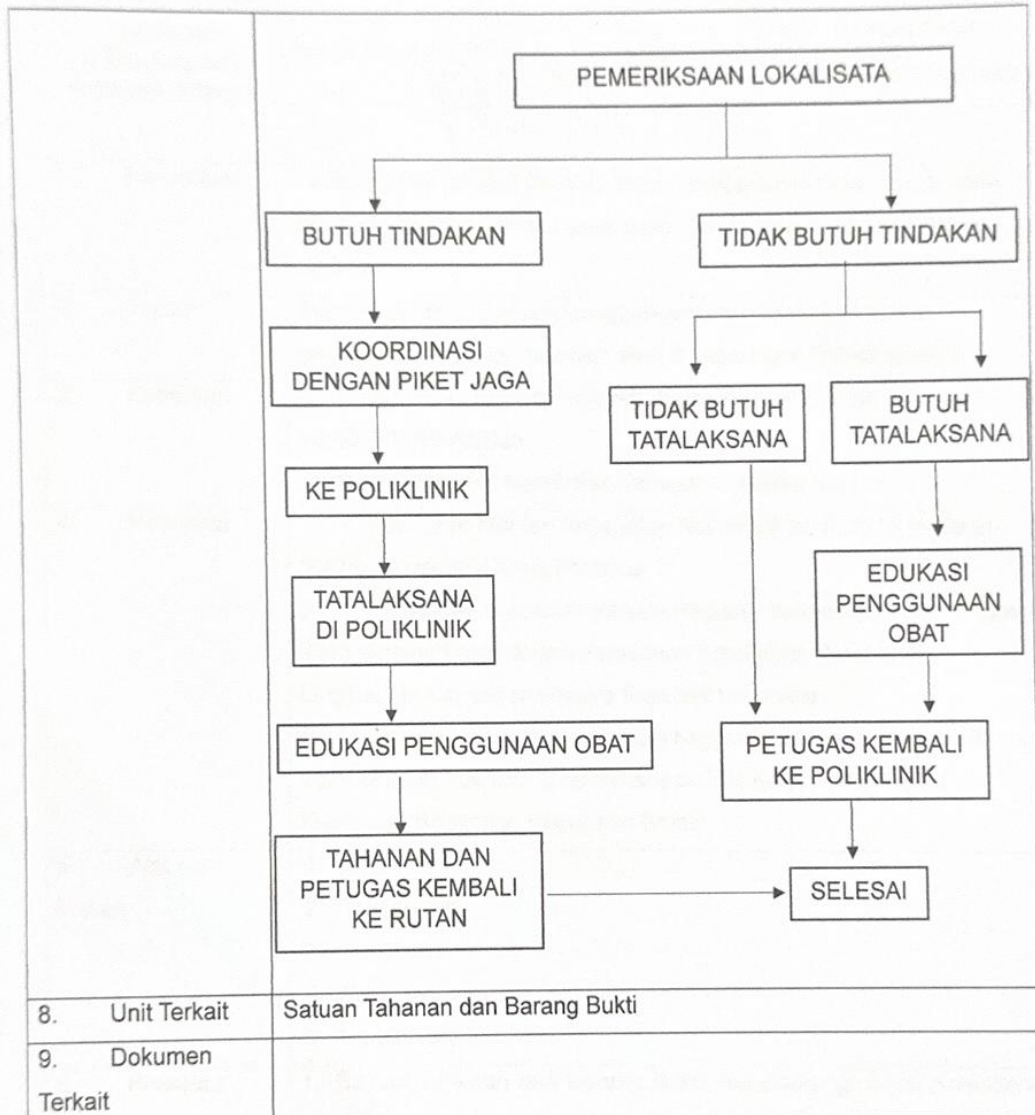 PEMERIKSAAN LOKALISATA
BUTUH TINDAKAN
TIDAK BUTUH TINDAKAN
KOORDINASI
DENGAN PIKET JAGA
TIDAK BUTUH
TATALAKSANA
BUTUH
TATALAKSANA
KE POLIKLINIK
TATALAKSANA
DI POLIKLINIK
EDUKASI
PENGGUNAAN
OBAT
EDUKASI PENGGUNAAN OBAT
PETUGAS KEMBALI
KE POLIKLINIK
TAHANAN DAN
PETUGAS KEMBALI
KE RUTAN
SELESAI
8. Unit Terkait
Satuan Tahanan dan Barang Bukti
9. Dokumen
Terkait